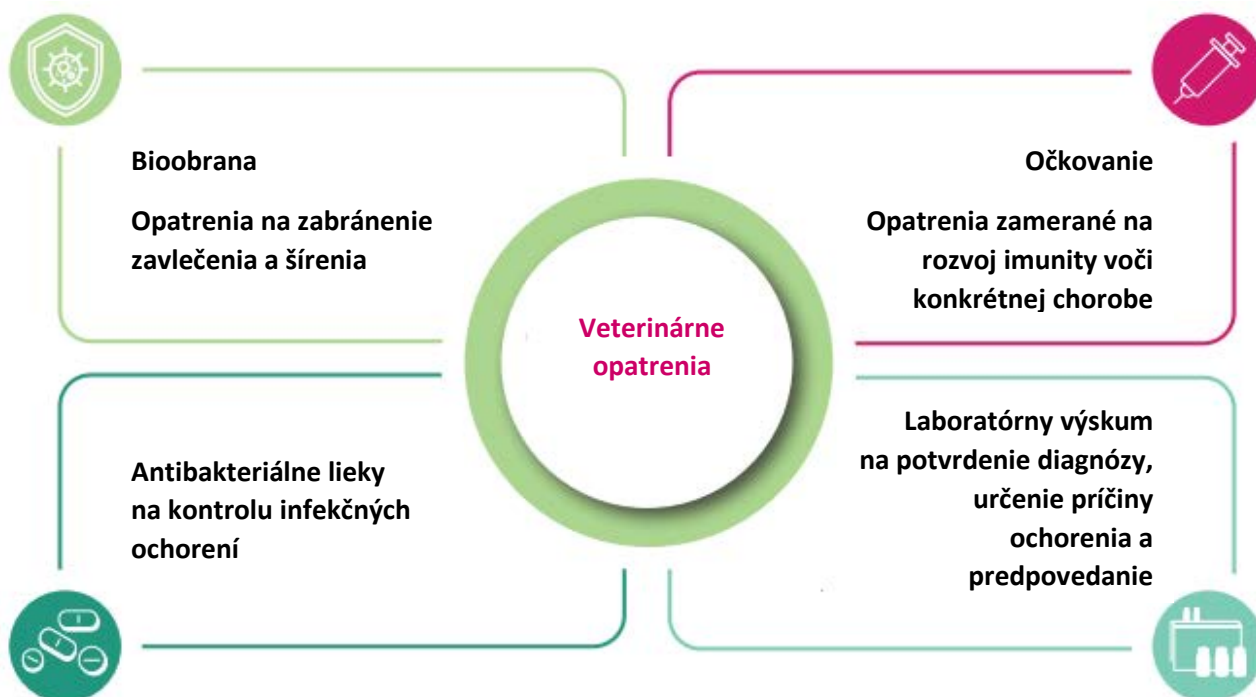 Bioobrana
Opatrenia na zabránenie
zavlečenia a šírenia
Očkovanie
Opatrenia zamerané na
rozvoj imunity voči
konkrétnej chorobe
Veterinárne
opatrenia
Antibakteriálne lieky
na kontrolu infekčných
ochorení
Laboratórny výskum
na potvrdenie diagnózy,
určenie príčiny
ochorenia a
predpovedanie